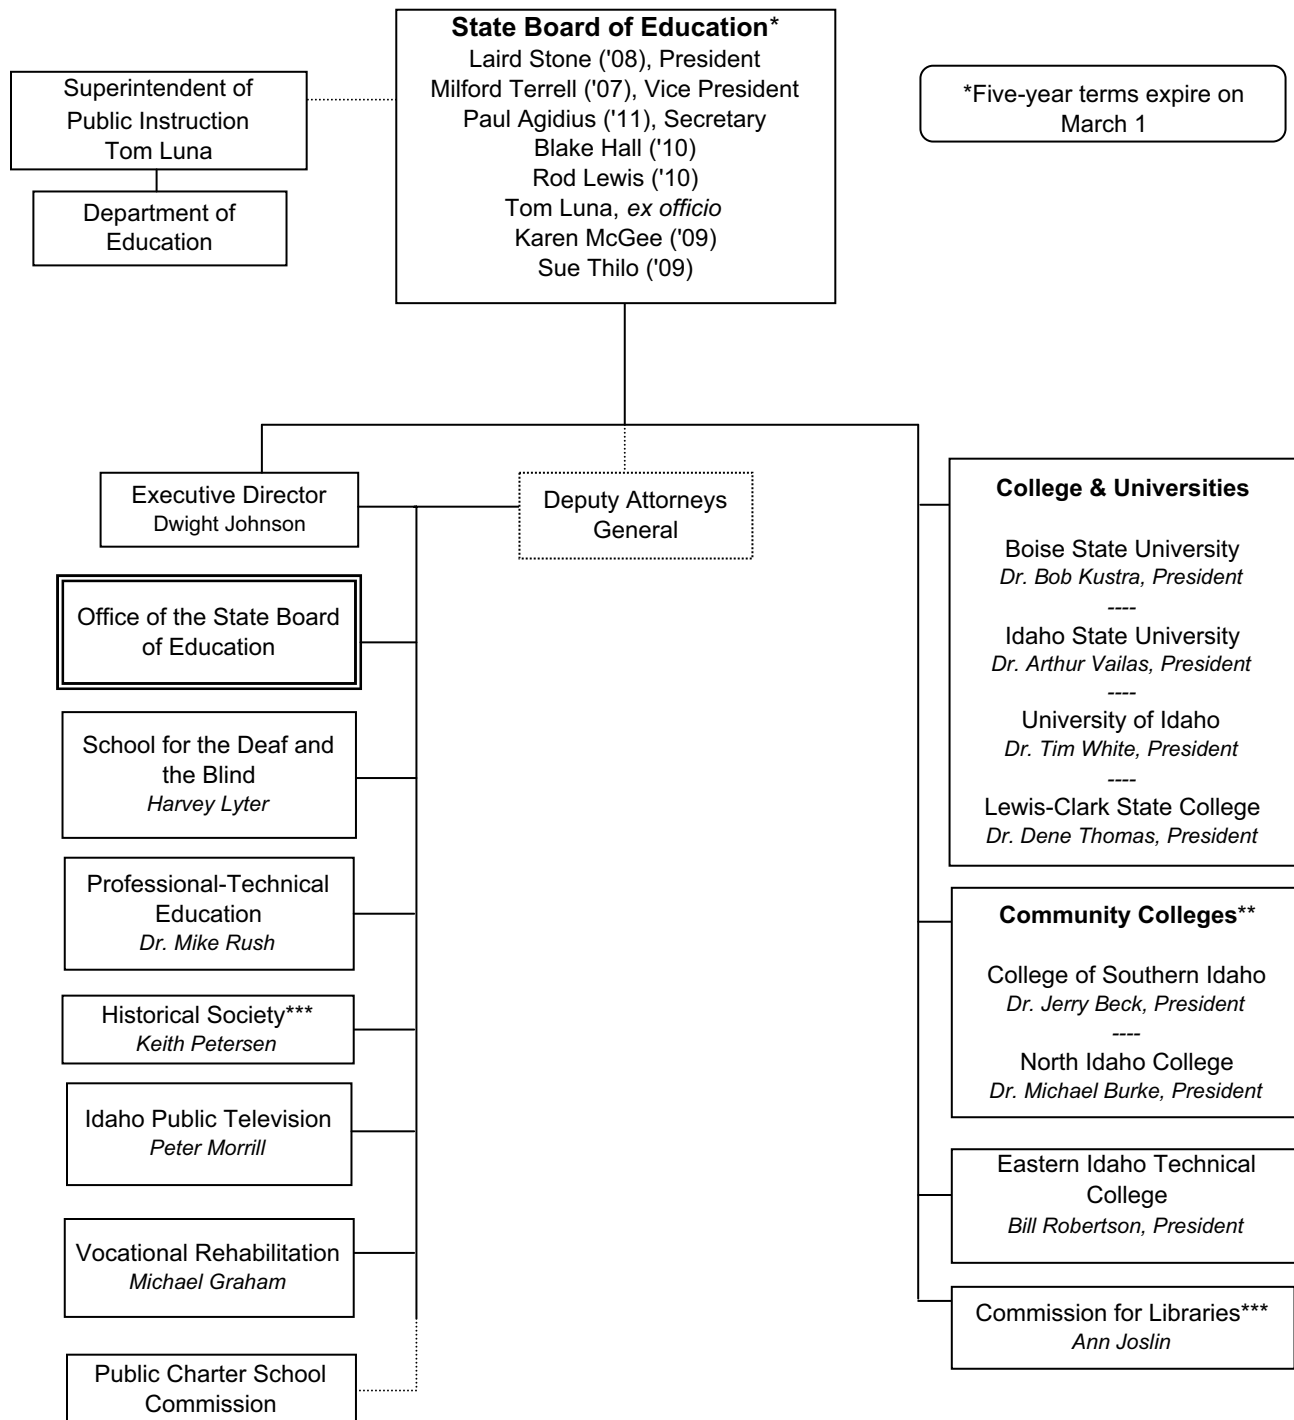 State Board of Education*
Laird Stone ('08), President
Milford Terrell ('07), Vice President
Paul Agidius ('11), Secretary
Blake Hall ('10)
Rod Lewis ('10)
Tom Luna, ex officio
Karen McGee ('09)
Sue Thilo ('09)
Superintendent of
Public Instruction
Tom Luna
Department of
Education
*Five-year terms expire on
March 1
Executive Director
Dwight Johnson
Deputy Attorneys
General
Office of the State Board
of Education
School for the Deaf and
the Blind
Harvey Lyter
Professional-Technical
Education
Dr. Mike Rush
Historical Society***
Keith Petersen
Idaho Public Television
Peter Morrill
Vocational Rehabilitation
Michael Graham
Public Charter School
Commission
College & Universities
Boise State University
Dr. Bob Kustra, President
----
Idaho State University
Dr. Arthur Vailas, President
----
University of Idaho
Dr. Tim White, President
----
Lewis-Clark State College
Dr. Dene Thomas, President
Community Colleges**
College of Southern Idaho
Dr. Jerry Beck, President
----
North Idaho College
Dr. Michael Burke, President
Eastern Idaho Technical
College
Bill Robertson, President
Commission for Libraries***
Ann Joslin